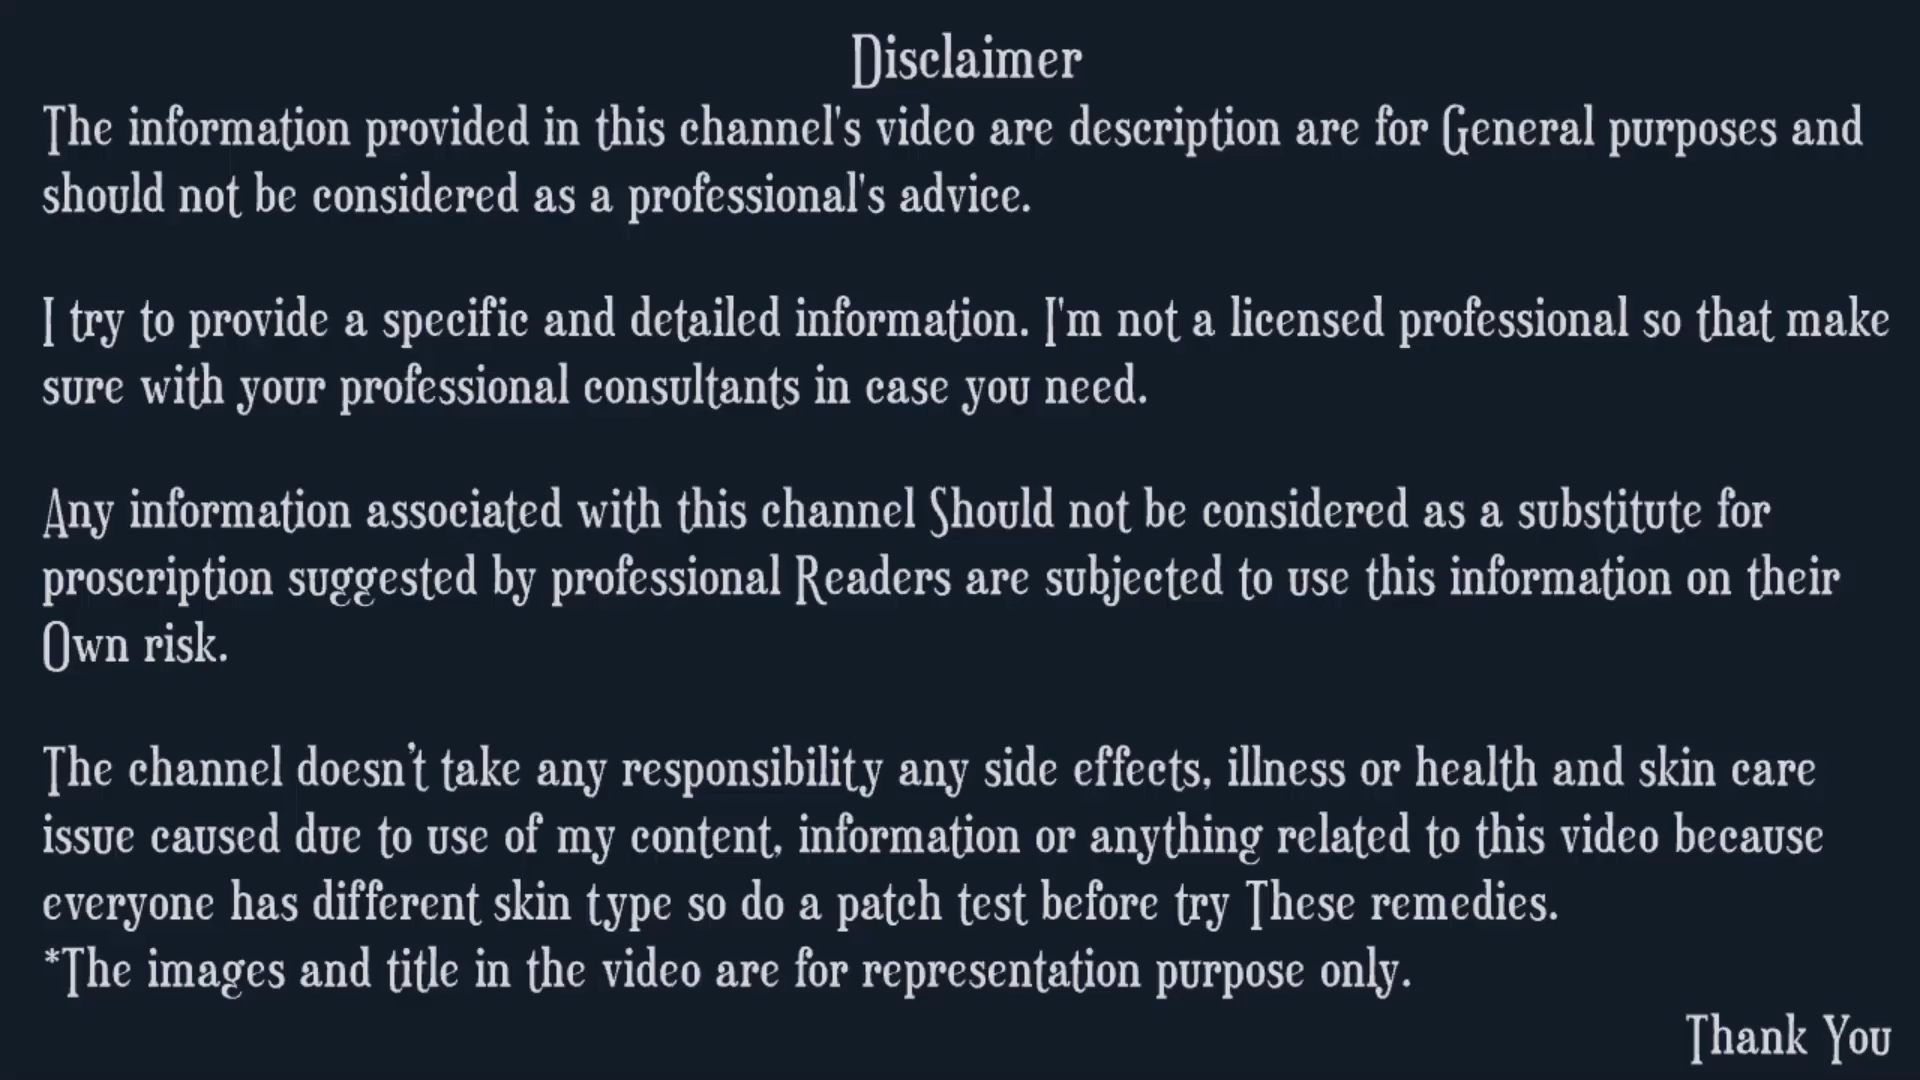 Disclaimer
The information provided in this channel's video are description are for General purposes and
should not be considered as a professional's advice.
I try to provide a specific and detailed information. I'm not a licensed professional so that make
sure with your professional consultants in case you need.
Any information associated with this channel Should not be considered as a substitute for
proscription suggested by professional Readers are subjected to use this information on their
Own risk.
The channel doesn't take any responsibility any side effects, illness or health and skin care
issue caused due to use of my content, information or anything related to this video because
everyone has different skin type so do a patch test before try These remedies.
*The images and title in the video are for representation purpose only.
Thank You